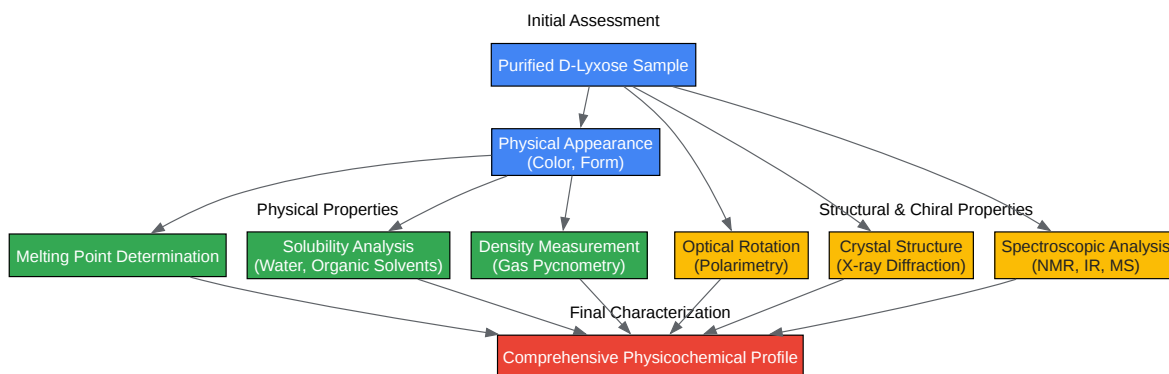 Initial Assessment
Purified D-Lyxose Sample
Physical Appearance
(Color, Form)
Physical Properties
Structural & Chiral Properties
Melting Point Determination
Solubility Analysis
(Water, Organic Solvents)
Density Measurement
(Gas Pycnometry)
Optical Rotation
(Polarimetry)
Crystal Structure
(X-ray Diffraction)
Spectroscopic Analysis
(NMR, IR, MS)
Final Characterization
Comprehensive Physicochemical Profile